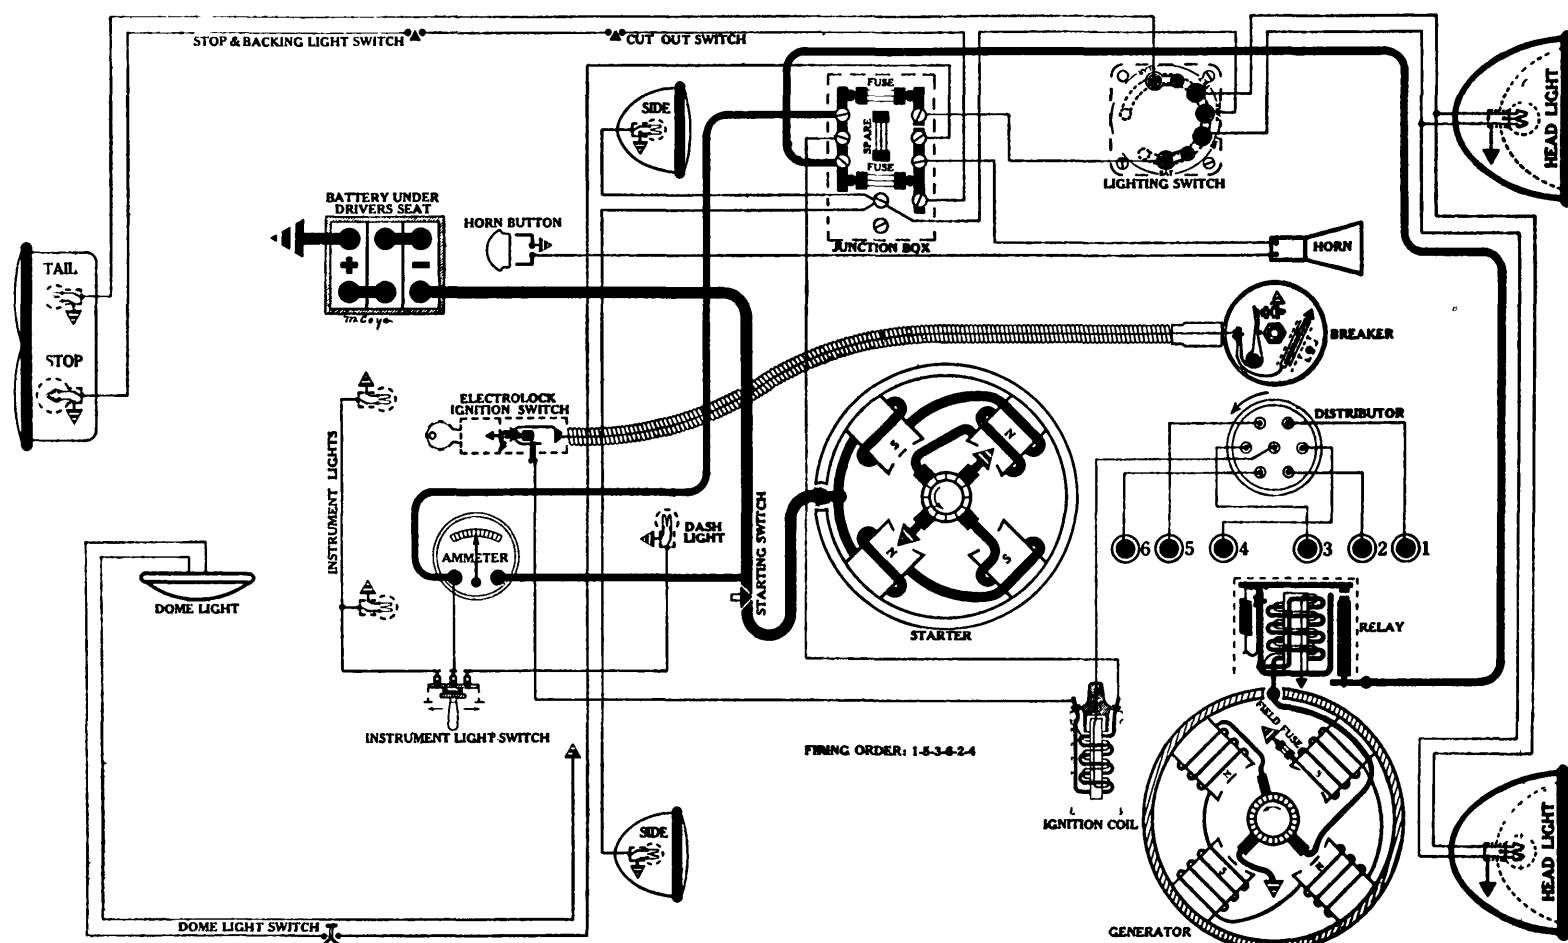 STOP & BACKING LIGHT SWITCH
CUT OUT SWITCH
HEAD LIGHT
SIDE
FUSE
SPARE
FUSE
BAT
LIGHTING SWITCH
BATTERY UNDER
DRIVERS SEAT
HORN BUTTON
JUNCTION BOX
HORN
TAIL
+
−
McCoya
STOP
BREAKER
ELECTROLOCK
IGNITION SWITCH
DISTRIBUTOR
S
N
INSTRUMENT LIGHTS
STARTING SWITCH
DASH
LIGHT
AMMETER
N
S
6 5 4 3 2 1
DOME LIGHT
STARTER
RELAY
INSTRUMENT LIGHT SWITCH
FIELD FUSE
FIRING ORDER: 1-5-3-6-2-4
N
S
IGNITION COIL
SIDE
S
N
HEAD LIGHT
DOME LIGHT SWITCH
GENERATOR